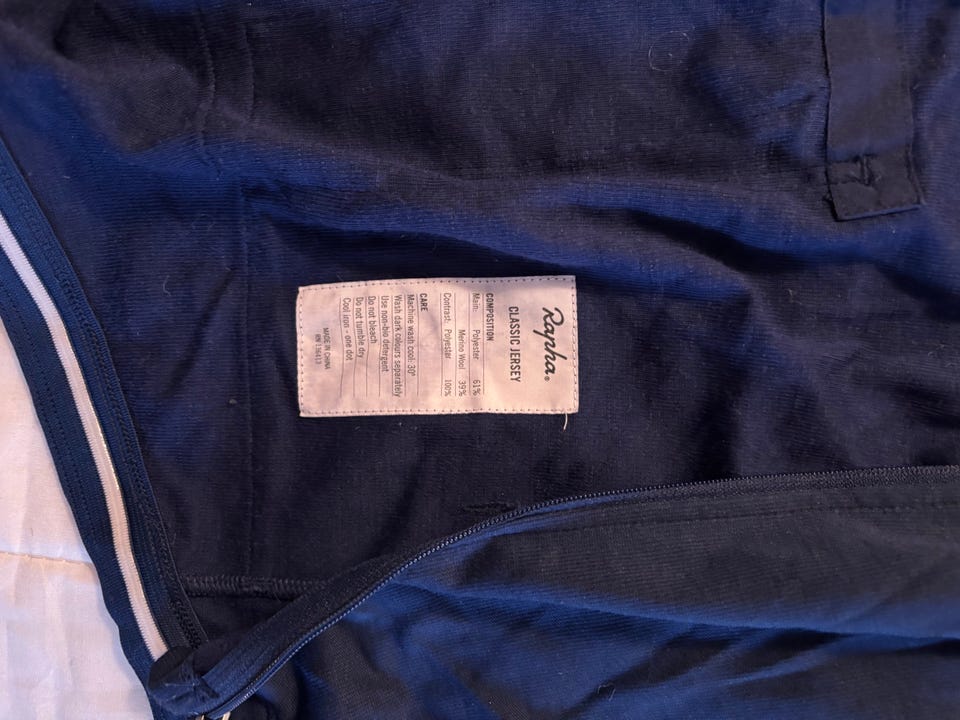 Rapha®
CLASSIC JERSEY
COMPOSITION
Main: Polyester 61%
Merino Wool 39%
Contrast: Polyester 100%
CARE
Machine wash cool: 30°
Wash dark colours separately
Use non-bio detergent
Do not bleach
Do not tumble dry
Cool iron - one dot
MADE IN CHINA
RN 136413